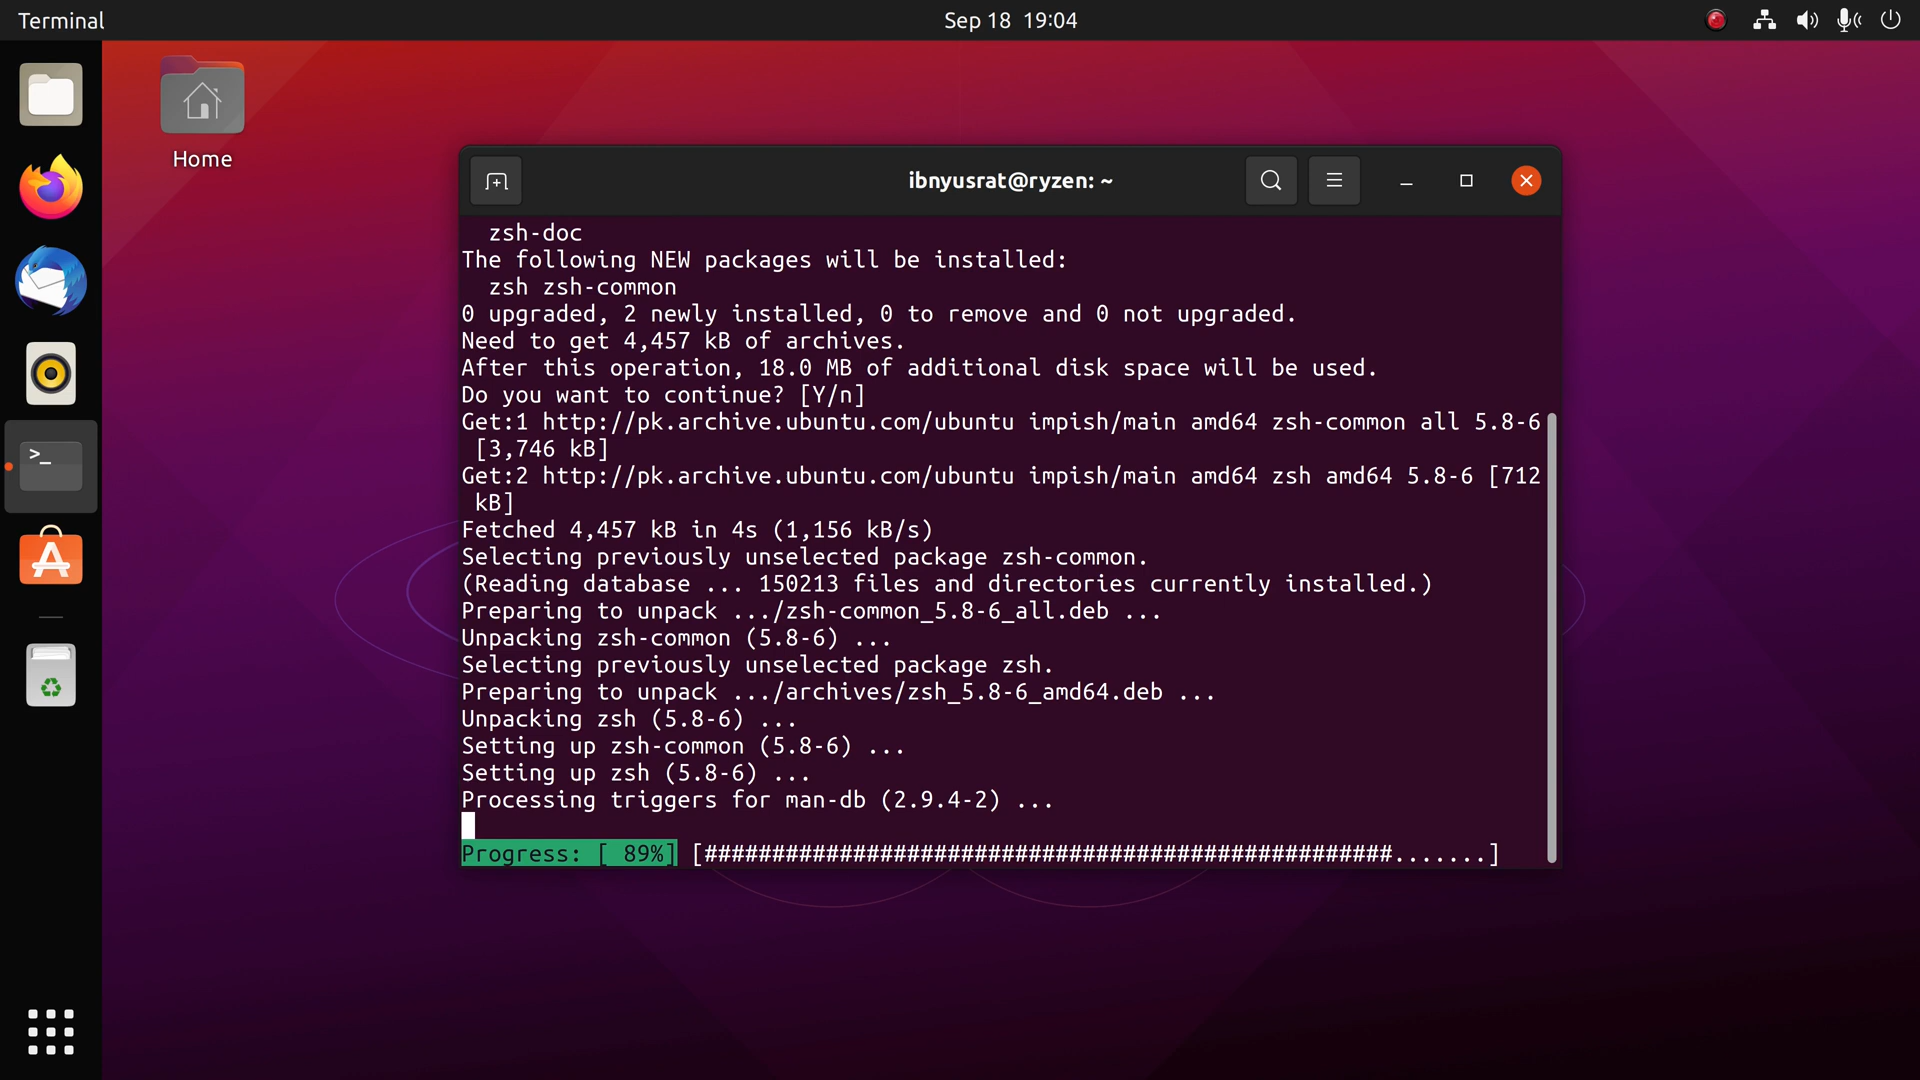 Terminal
Sep 18 19:04
Home
ibnyusrat@ryzen: ~
  zsh-doc
The following NEW packages will be installed:
  zsh zsh-common
0 upgraded, 2 newly installed, 0 to remove and 0 not upgraded.
Need to get 4,457 kB of archives.
After this operation, 18.0 MB of additional disk space will be used.
Do you want to continue? [Y/n]
Get:1 http://pk.archive.ubuntu.com/ubuntu impish/main amd64 zsh-common all 5.8-6
 [3,746 kB]
Get:2 http://pk.archive.ubuntu.com/ubuntu impish/main amd64 zsh amd64 5.8-6 [712
 kB]
Fetched 4,457 kB in 4s (1,156 kB/s)
Selecting previously unselected package zsh-common.
(Reading database ... 150213 files and directories currently installed.)
Preparing to unpack .../zsh-common_5.8-6_all.deb ...
Unpacking zsh-common (5.8-6) ...
Selecting previously unselected package zsh.
Preparing to unpack .../archives/zsh_5.8-6_amd64.deb ...
Unpacking zsh (5.8-6) ...
Setting up zsh-common (5.8-6) ...
Setting up zsh (5.8-6) ...
Processing triggers for man-db (2.9.4-2) ...
Progress: [ 89%] [###################################################.......]